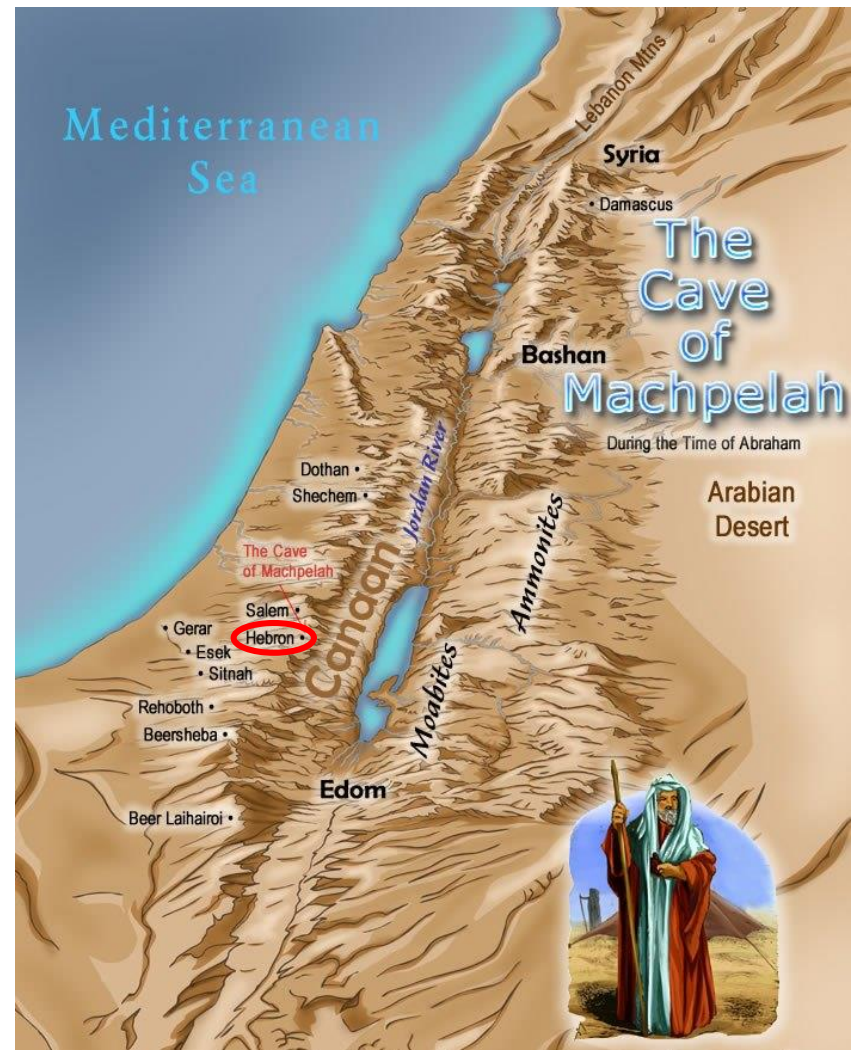 Lebanon Mtns
Mediterranean
Sea
Syria
• Damascus
The
Cave
of
Machpelah
During the Time of Abraham
Bashan
Jordan River
Dothan •
Shechem •
Arabian
Desert
Ammonites
Canaan
The Cave
of Machpelah
Salem •
• Gerar
Hebron •
• Esek
• Sitnah
Moabites
Rehoboth •
Beersheba •
Edom
Beer Laihairoi •